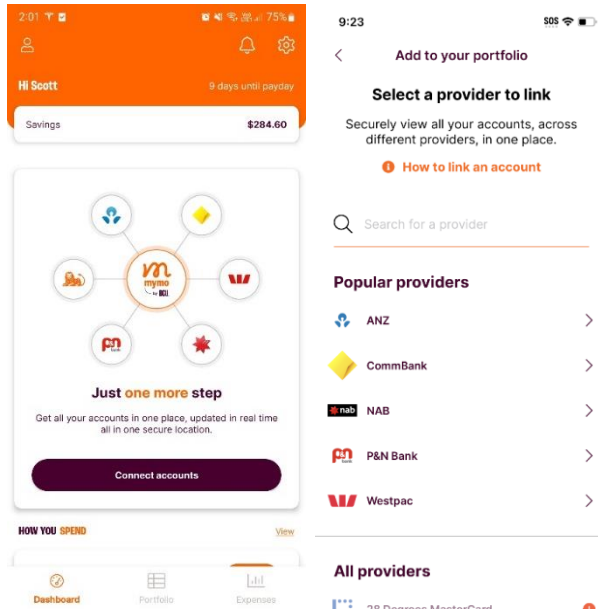 2:01
75%
Hi Scott
9 days until payday
Savings
$284.60
mymo
by BCU
P&N
BANK
Just one more step
Get all your accounts in one place, updated in real time
all in one secure location.
Connect accounts
HOW YOU SPEND
View
Dashboard
Portfolio
Expenses
9:23
SOS
Add to your portfolio
Select a provider to link
Securely view all your accounts, across
different providers, in one place.
How to link an account
Search for a provider
Popular providers
ANZ
CommBank
nab
NAB
P&N Bank
Westpac
All providers
28 Degrees MasterCard